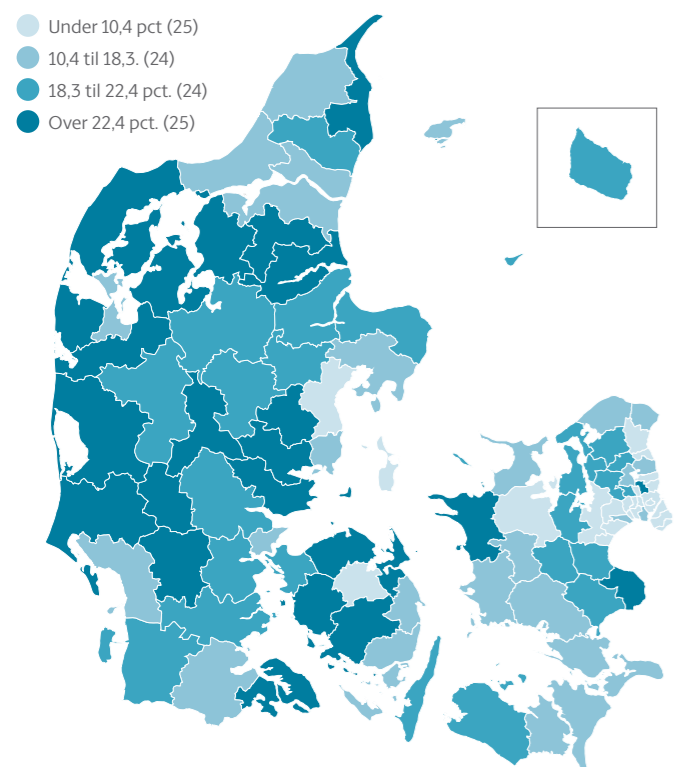 Under 10,4 pct (25)
10,4 til 18,3. (24)
18,3 til 22,4 pct. (24)
Over 22,4 pct. (25)